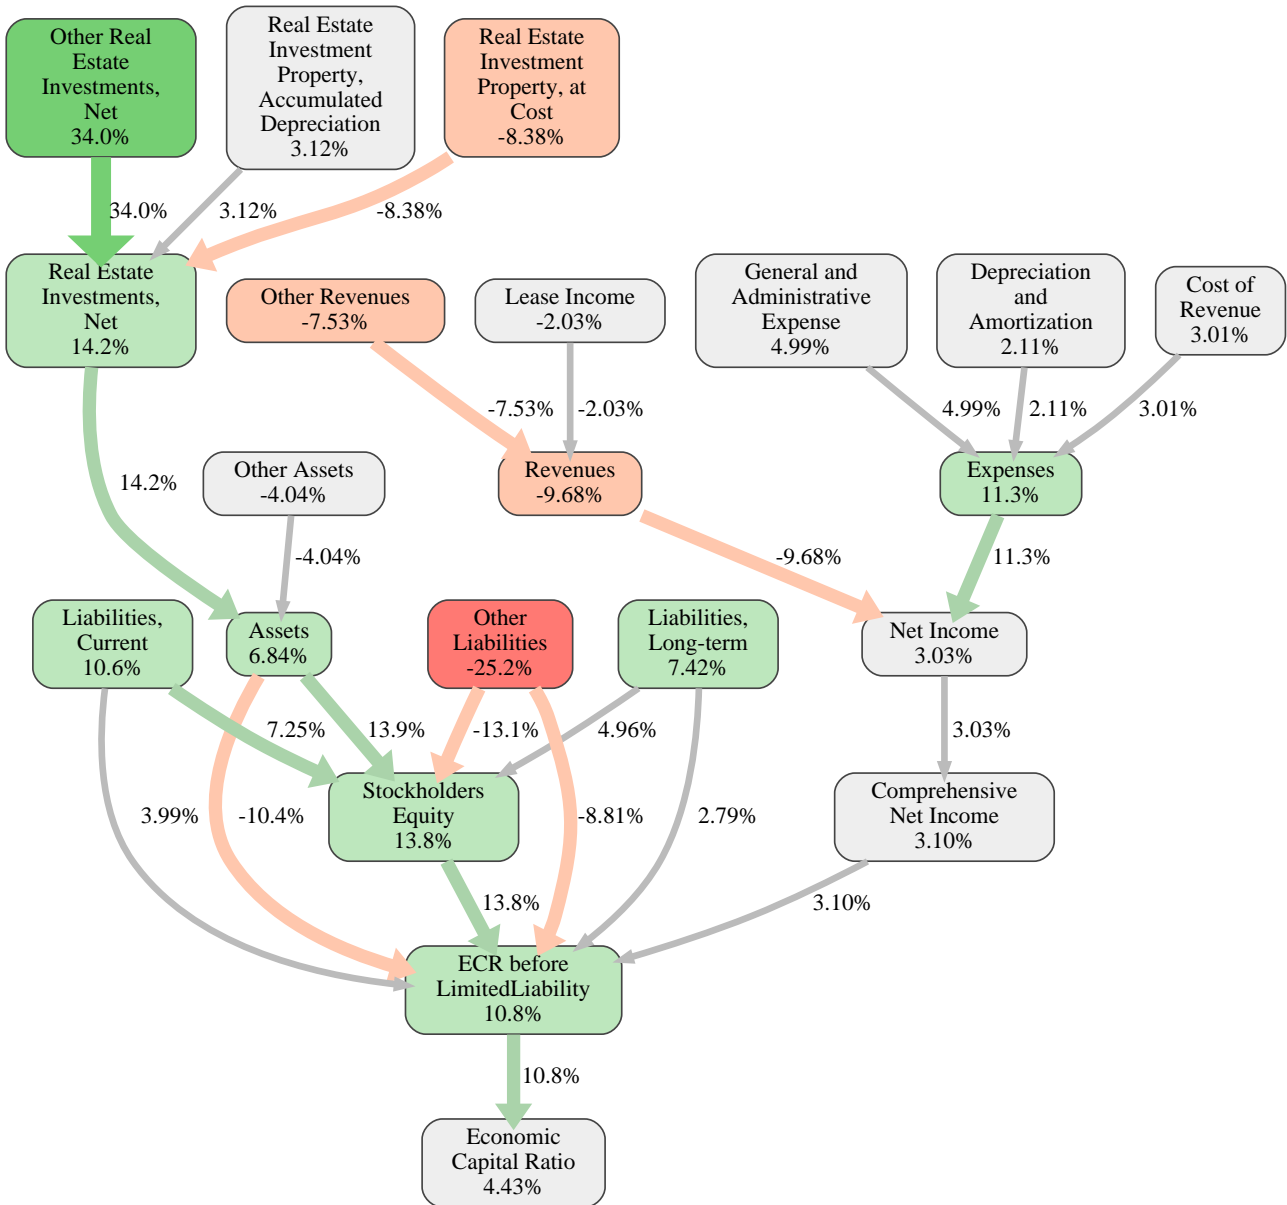 Other Real
Estate
Investments,
Net
34.0%
Real Estate
Investment
Property,
Accumulated
Depreciation
3.12%
Real Estate
Investment
Property, at
Cost
-8.38%
34.0%
3.12%
-8.38%
Real Estate
Investments,
Net
14.2%
Other Revenues
-7.53%
Lease Income
-2.03%
General and
Administrative
Expense
4.99%
Depreciation
and
Amortization
2.11%
Cost of
Revenue
3.01%
-7.53%
-2.03%
4.99%
2.11%
3.01%
14.2%
Other Assets
-4.04%
Revenues
-9.68%
Expenses
11.3%
-4.04%
-9.68%
11.3%
Liabilities,
Current
10.6%
Assets
6.84%
Other
Liabilities
-25.2%
Liabilities,
Long-term
7.42%
Net Income
3.03%
7.25%
13.9%
-13.1%
4.96%
3.03%
Stockholders
Equity
13.8%
Comprehensive
Net Income
3.10%
3.99%
-10.4%
-8.81%
2.79%
13.8%
3.10%
ECR before
LimitedLiability
10.8%
10.8%
Economic
Capital Ratio
4.43%